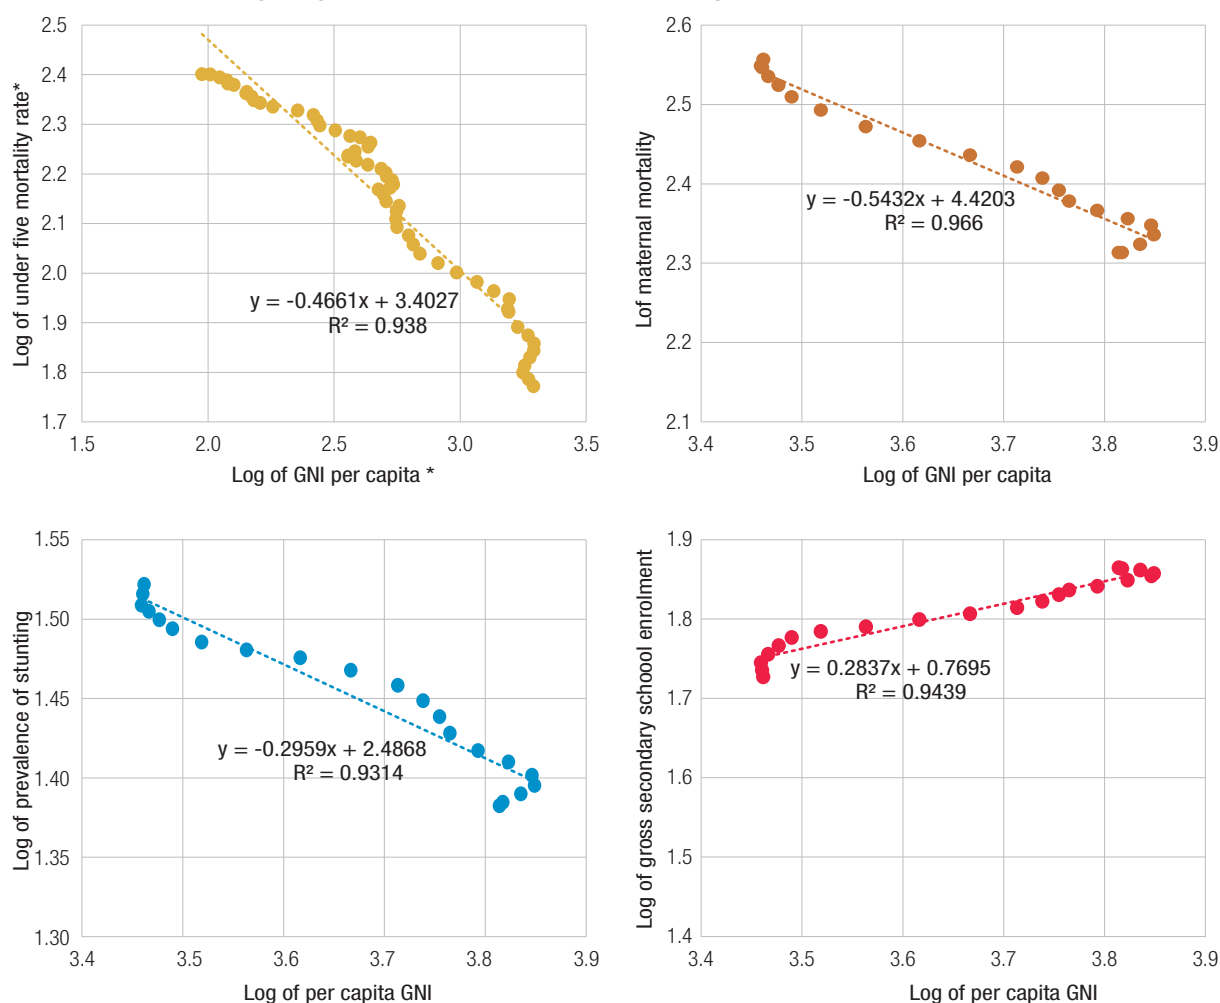 2.5
2.4
2.3
2.2
2.1
2.0
1.9
1.8
1.7
Log of under five mortality rate*
y = -0.4661x + 3.4027
R² = 0.938
1.5 2.0 2.5 3.0 3.5
Log of GNI per capita *
2.6
2.5
2.4
2.3
2.2
2.1
Lof maternal mortality
y = -0.5432x + 4.4203
R² = 0.966
3.4 3.5 3.6 3.7 3.8 3.9
Log of GNI per capita
1.55
1.50
1.45
1.40
1.35
1.30
Log of prevalence of stunting
y = -0.2959x + 2.4868
R² = 0.9314
3.4 3.5 3.6 3.7 3.8 3.9
Log of per capita GNI
1.9
1.8
1.7
1.6
1.5
1.4
Log of gross secondary schoool enrolment
y = 0.2837x + 0.7695
R² = 0.9439
3.4 3.5 3.6 3.7 3.8 3.9
Log of per capita GNI